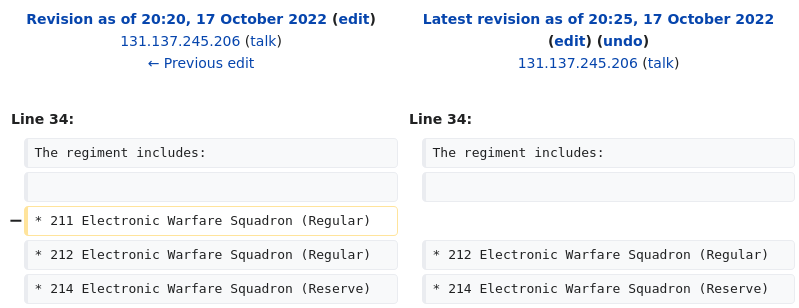 Revision as of 20:20, 17 October 2022 (edit)
131.137.245.206 (talk)
← Previous edit
Latest revision as of 20:25, 17 October 2022
(edit) (undo)
131.137.245.206 (talk)
Line 34:
Line 34:
The regiment includes:
The regiment includes:
− * 211 Electronic Warfare Squadron (Regular)
* 212 Electronic Warfare Squadron (Regular)
* 212 Electronic Warfare Squadron (Regular)
* 214 Electronic Warfare Squadron (Reserve)
* 214 Electronic Warfare Squadron (Reserve)